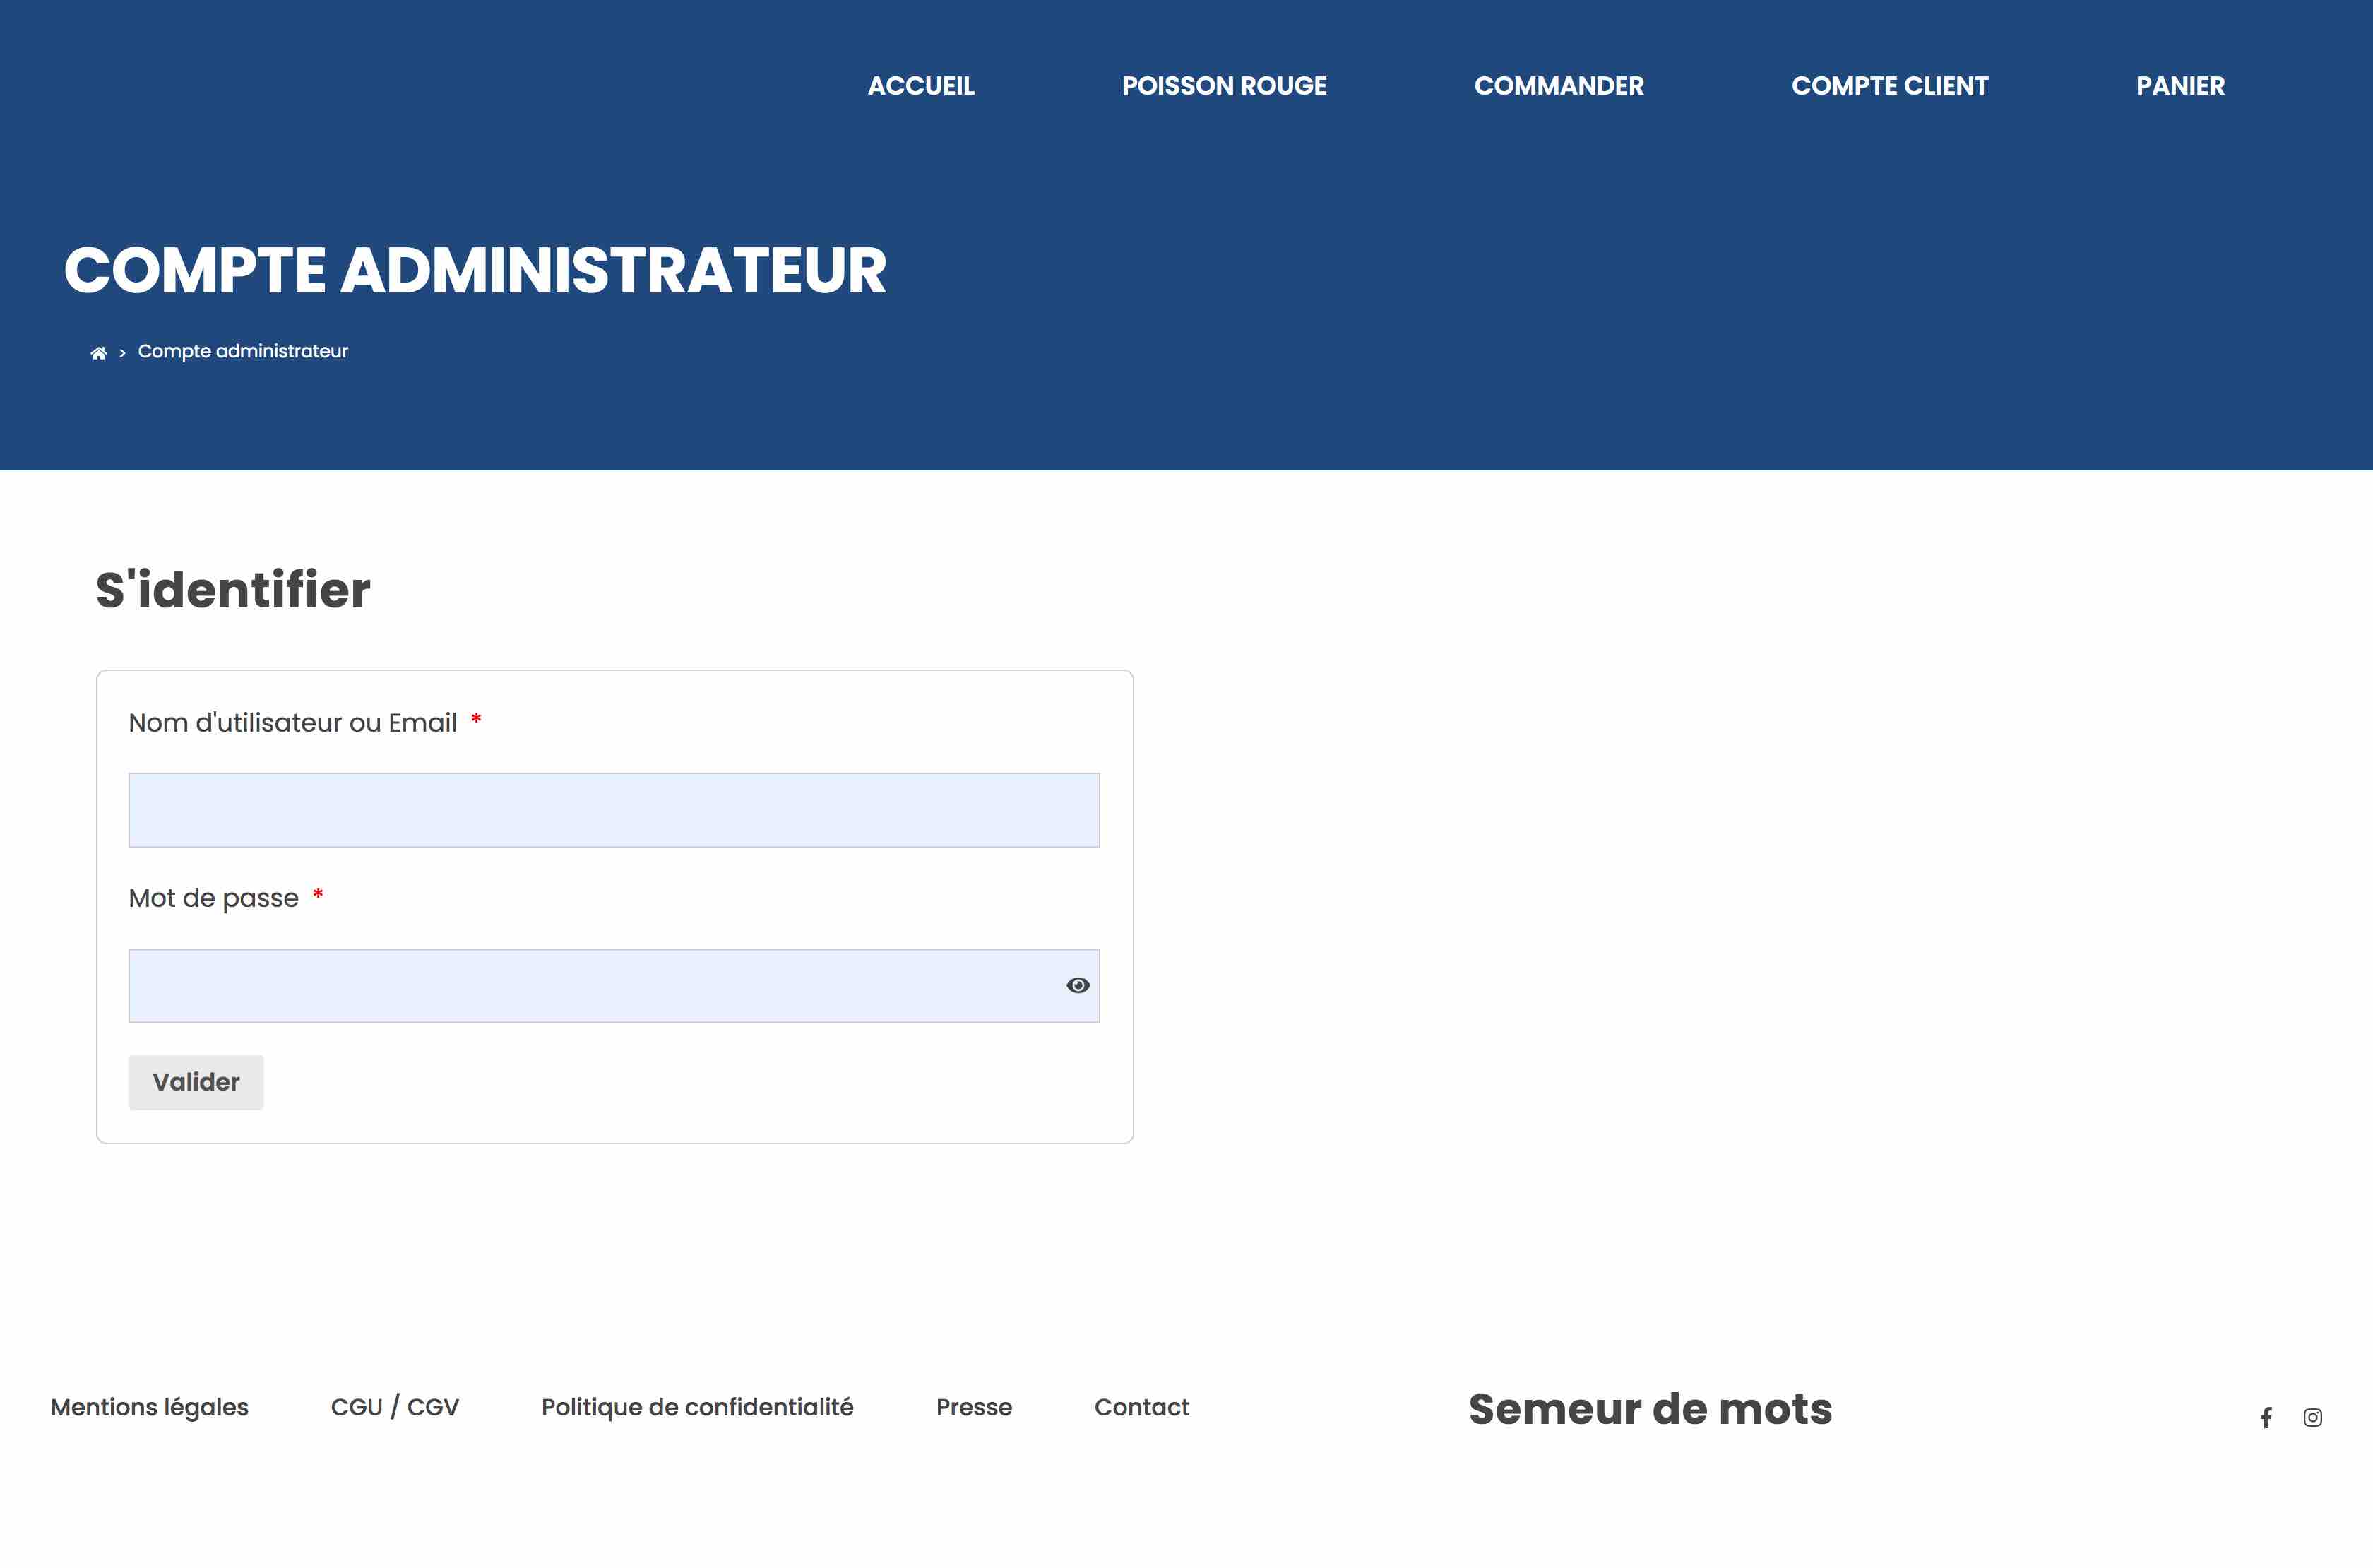 ACCUEIL POISSON ROUGE COMMANDER COMPTE CLIENT PANIER
COMPTE ADMINISTRATEUR
> Compte administrateur
S'identifier
Nom d'utilisateur ou Email *
Mot de passe *
Valider
Mentions légales CGU / CGV Politique de confidentialité Presse Contact Semeur de mots